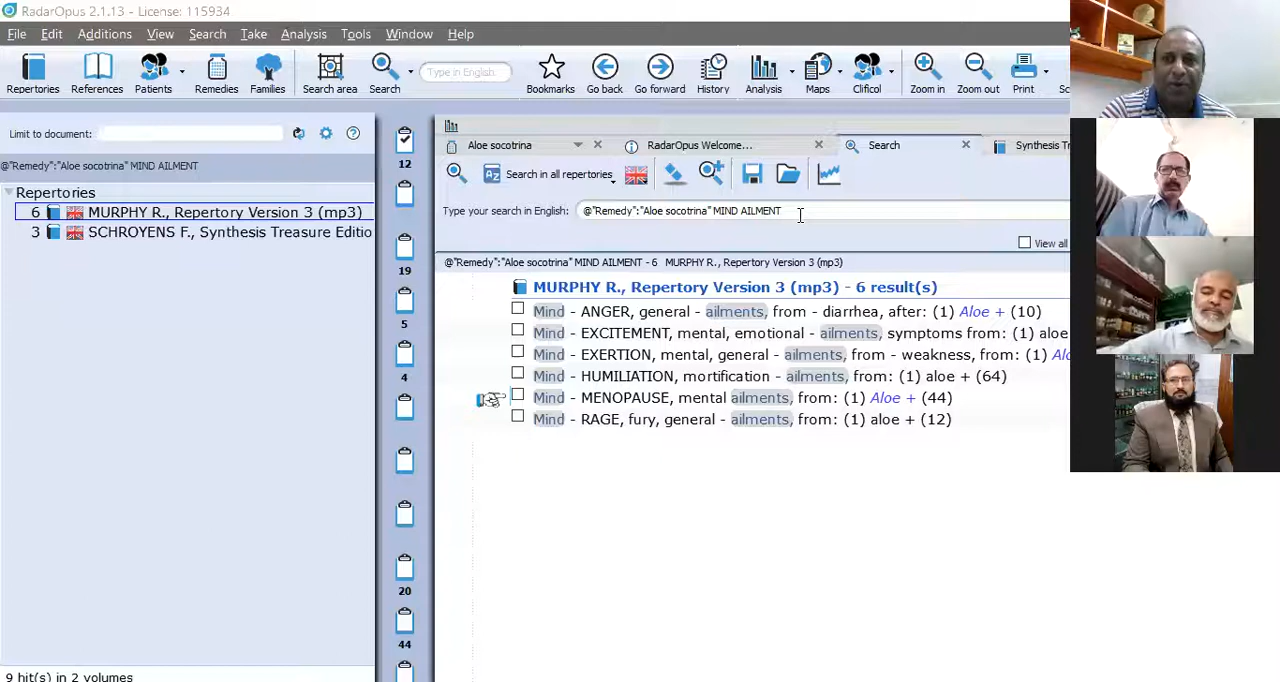 RadarOpus 2.1.13 - License: 115934
File Edit Additions View Search Take Analysis Tools Window Help
Type in English:
Repertories References Patients Remedies Families Search area Search Bookmarks Go back Go forward History Analysis Maps Clificol Zoom in Zoom out Print
Limit to document:
@"Remedy":"Aloe socotrina" MIND AILMENT
Repertories
6 MURPHY R., Repertory Version 3 (mp3)
3 SCHROYENS F., Synthesis Treasure Editio
9 hit(s) in 2 volumes
12
19
5
4
20
44
Aloe socotrina RadarOpus Welcome... Search Synthesis Tr
Search in all repertories
Type your search in English: @"Remedy":"Aloe socotrina" MIND AILMENT
View all
@"Remedy":"Aloe socotrina" MIND AILMENT - 6 MURPHY R., Repertory Version 3 (mp3)
MURPHY R., Repertory Version 3 (mp3) - 6 result(s)
Mind - ANGER, general - ailments, from - diarrhea, after: (1) Aloe + (10)
Mind - EXCITEMENT, mental, emotional - ailments, symptoms from: (1) aloe
Mind - EXERTION, mental, general - ailments, from - weakness, from: (1)
Mind - HUMILIATION, mortification - ailments, from: (1) aloe + (64)
Mind - MENOPAUSE, mental ailments, from: (1) Aloe + (44)
Mind - RAGE, fury, general - ailments, from: (1) aloe + (12)